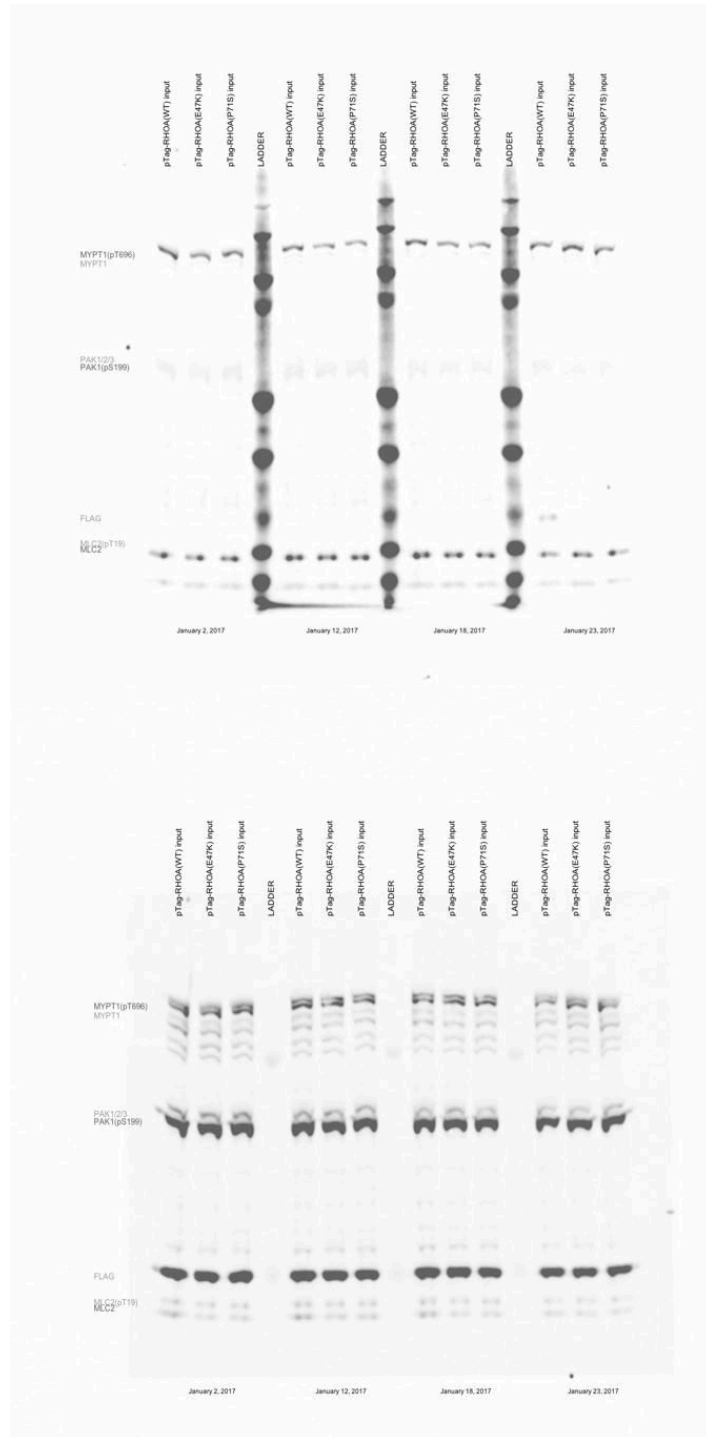 pTag-RHOA(WT) input
pTag-RHOA(E47K) input
pTag-RHOA(P71S) input
LADDER
pTag-RHOA(WT) input
pTag-RHOA(E47K) input
pTag-RHOA(P71S) input
LADDER
pTag-RHOA(WT) input
pTag-RHOA(E47K) input
pTag-RHOA(P71S) input
LADDER
pTag-RHOA(WT) input
pTag-RHOA(E47K) input
pTag-RHOA(P71S) input
MYPT1(pT696)
MYPT1
PAK1/2/3
PAK1(pS199)
FLAG
MLC2(pT19)
MLC2
January 2, 2017
January 12, 2017
January 18, 2017
January 23, 2017
pTag-RHOA(WT) input
pTag-RHOA(E47K) input
pTag-RHOA(P71S) input
LADDER
pTag-RHOA(WT) input
pTag-RHOA(E47K) input
pTag-RHOA(P71S) input
LADDER
pTag-RHOA(WT) input
pTag-RHOA(E47K) input
pTag-RHOA(P71S) input
LADDER
pTag-RHOA(WT) input
pTag-RHOA(E47K) input
pTag-RHOA(P71S) input
MYPT1(pT696)
MYPT1
PAK1/2/3
PAK1(pS199)
FLAG
MLC2(pT19)
MLC2
January 2, 2017
January 12, 2017
January 18, 2017
January 23, 2017